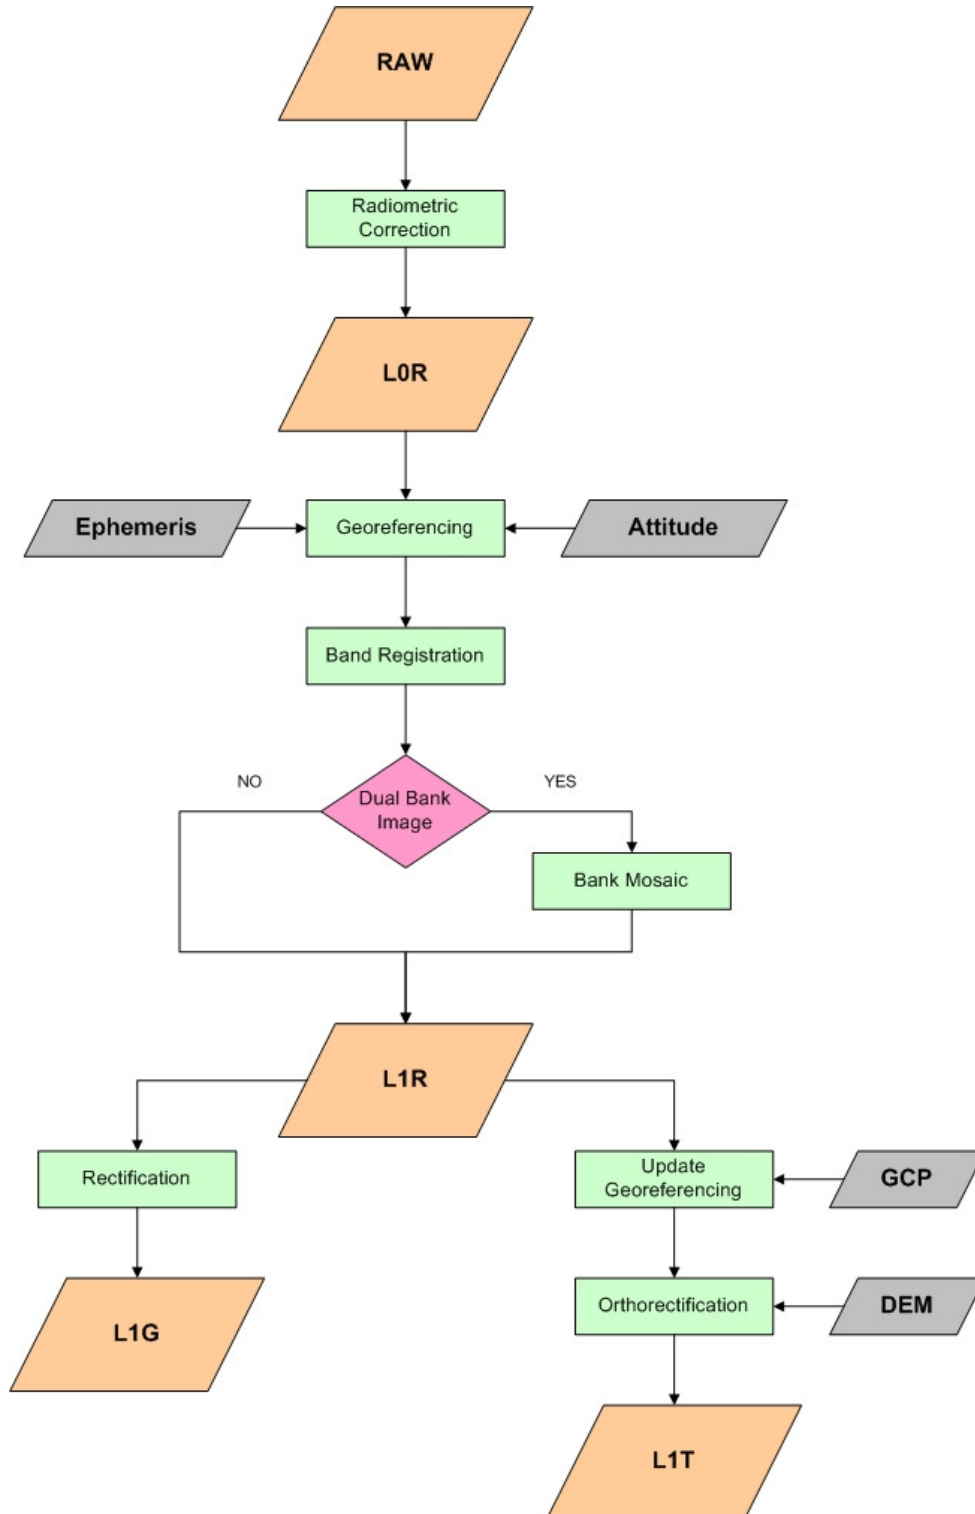 RAW
Radiometric
Correction
L0R
Ephemeris
Georeferencing
Attitude
Band Registration
NO
YES
Dual Bank
Image
Bank Mosaic
L1R
Rectification
Update
Georeferencing
GCP
L1G
Orthorectification
DEM
L1T